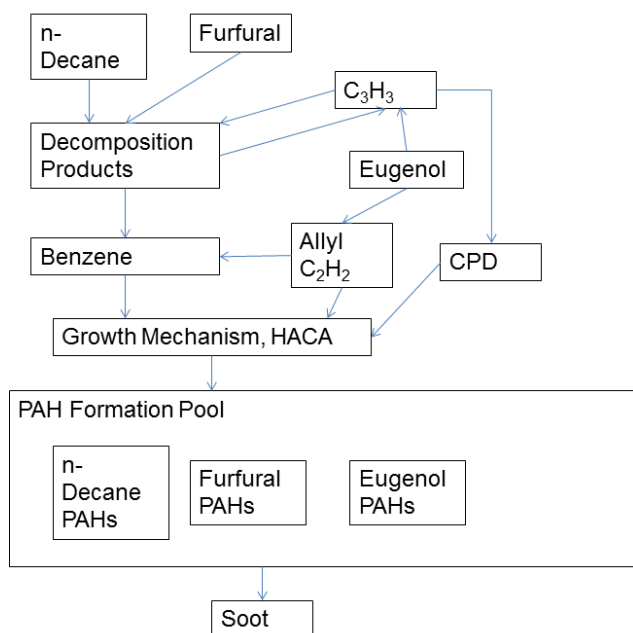 n-
Decane
Furfural
C₃H₃
Decomposition
Products
Eugenol
Allyl
C₂H₂
Benzene
CPD
Growth Mechanism, HACA
PAH Formation Pool
n-
Decane
PAHs
Furfural
PAHs
Eugenol
PAHs
Soot